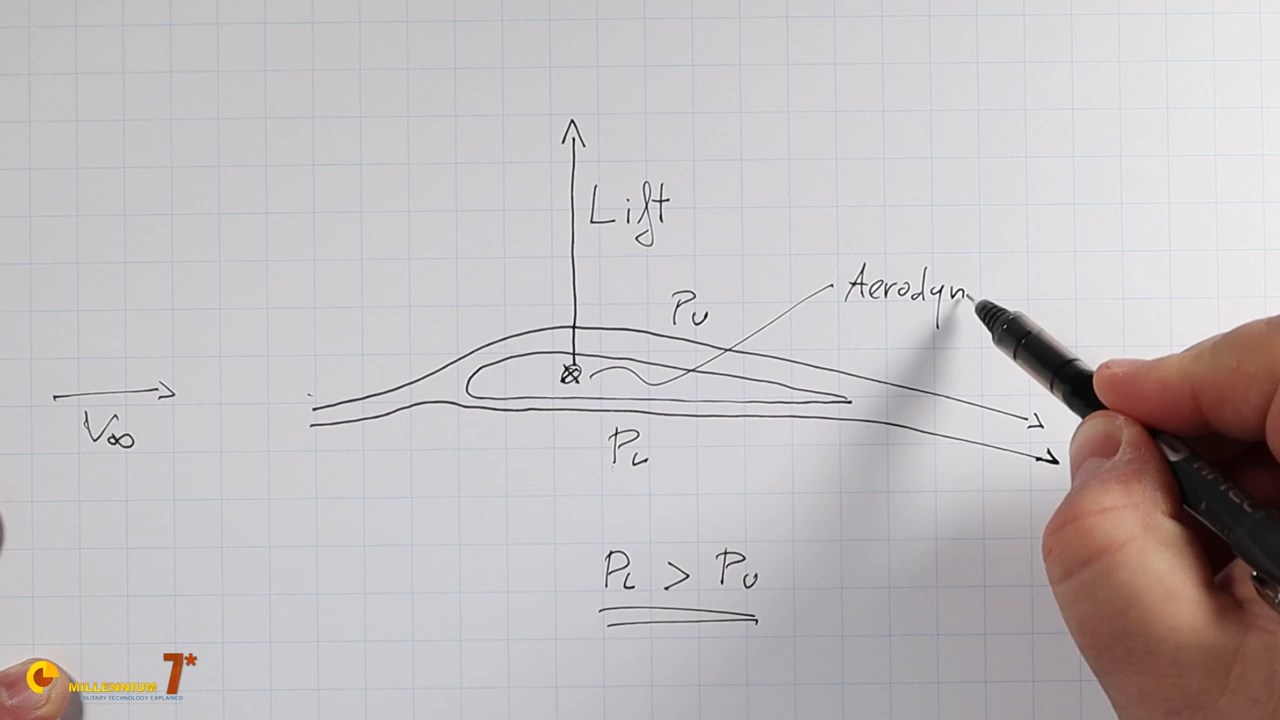 Lift
Aerodyn
PU
V∞
PL
PL > PU
MILLENNIUM 7*
MILITARY TECHNOLOGY EXPLAINED